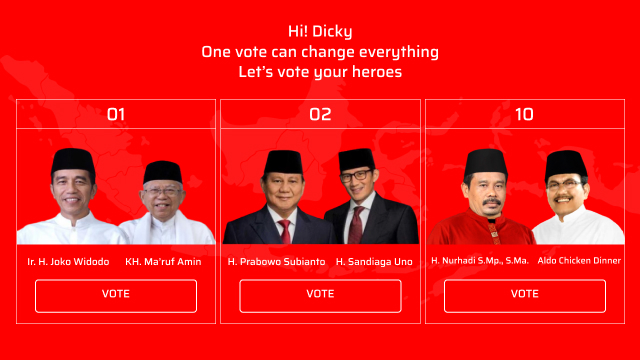 Hi! Dicky
One vote can change everything
Let's vote your heroes
01
Ir. H. Joko Widodo
KH. Ma'ruf Amin
VOTE
02
H. Prabowo Subianto
H. Sandiaga Uno
VOTE
10
H. Nurhadi S.Mp., S.Ma.
Aldo Chicken Dinner
VOTE